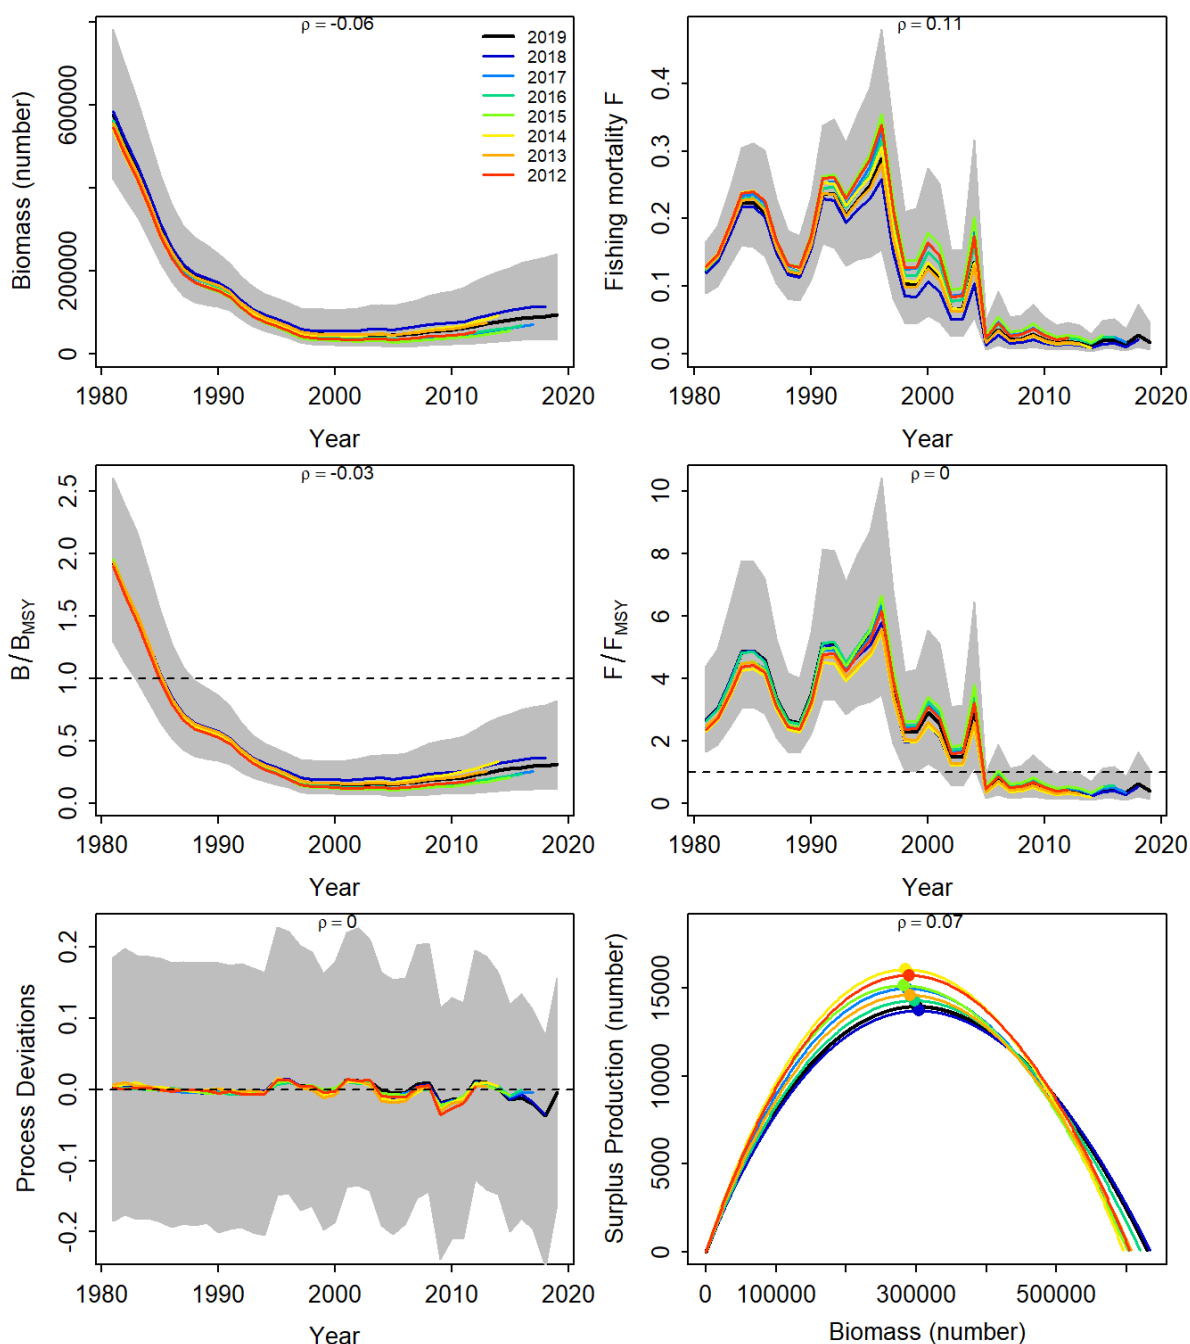 ρ = -0.06
Biomass (number)
0
200000
600000
2019
2018
2017
2016
2015
2014
2013
2012
1980 1990 2000 2010 2020
Year
ρ = 0.11
Fishing mortality F
0.0 0.1 0.2 0.3 0.4
1980 1990 2000 2010 2020
Year
ρ = -0.03
B/BMSY
0.0 0.5 1.0 1.5 2.0 2.5
1980 1990 2000 2010 2020
Year
ρ = 0
F/FMSY
0 2 4 6 8 10
1980 1990 2000 2010 2020
Year
ρ = 0
Process Deviations
-0.2 -0.1 0.0 0.1 0.2
1980 1990 2000 2010 2020
Year
ρ = 0.07
Surplus Production (number)
0 5000 10000 15000
0 100000 300000 500000
Biomass (number)